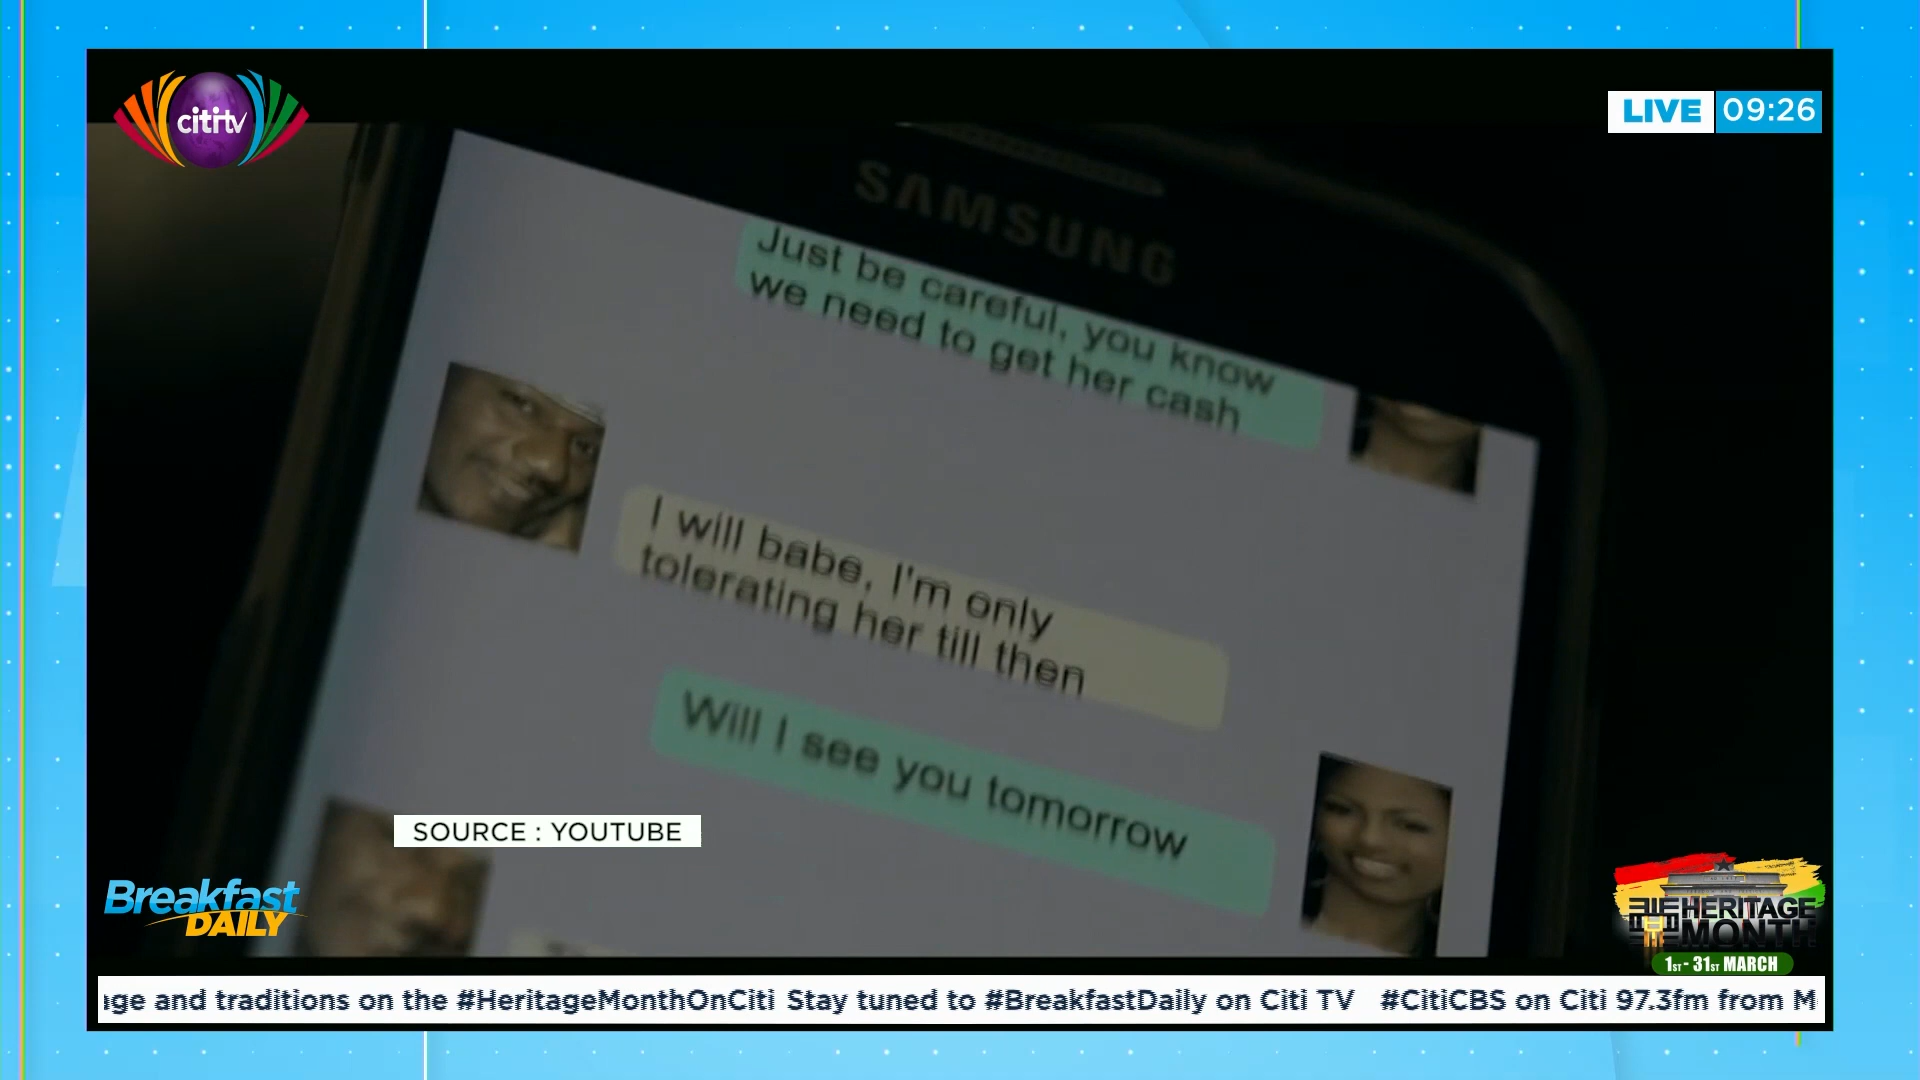 cititv
LIVE 09:26
SAMSUNG
Just be careful, you know
we need to get her cash
I will babe, I'm only
tolerating her till then
Will I see you tomorrow
SOURCE : YOUTUBE
Breakfast
DAILY
HERITAGE
MONTH
1ST - 31ST MARCH
age and traditions on the #HeritageMonthOnCiti Stay tuned to #BreakfastDaily on Citi TV #CitiCBS on Citi 97.3fm from M